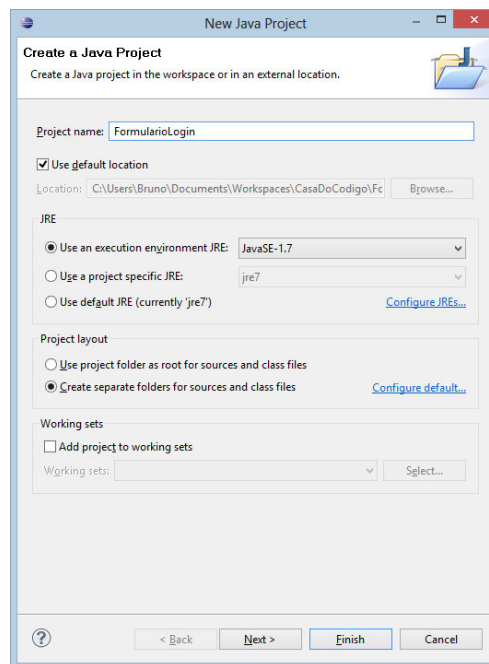 New Java Project
Create a Java Project
Create a Java project in the workspace or in an external location.
Project name: FormularioLogin
Use default location
Location: C:\Users\Bruno\Documents\Workspaces\CasaDoCodigo\Fc Browse...
JRE
Use an execution environment JRE: JavaSE-1.7
Use a project specific JRE: jre7
Use default JRE (currently 'jre7') Configure JREs...
Project layout
Use project folder as root for sources and class files
Create separate folders for sources and class files Configure default...
Working sets
Add project to working sets
Working sets: Select...
? < Back Next > Finish Cancel